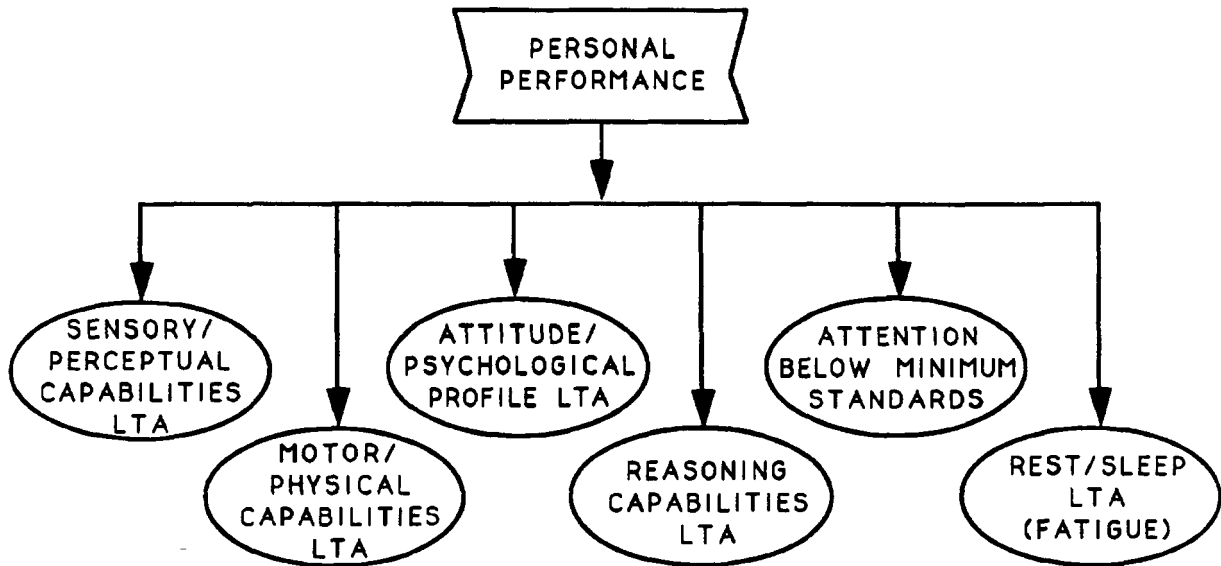 PERSONAL
PERFORMANCE
SENSORY/
PERCEPTUAL
CAPABILITIES
LTA
MOTOR/
PHYSICAL
CAPABILITIES
LTA
ATTITUDE/
PSYCHOLOGICAL
PROFILE LTA
REASONING
CAPABILITIES
LTA
ATTENTION
BELOW MINIMUM
STANDARDS
REST/SLEEP
LTA
(FATIGUE)